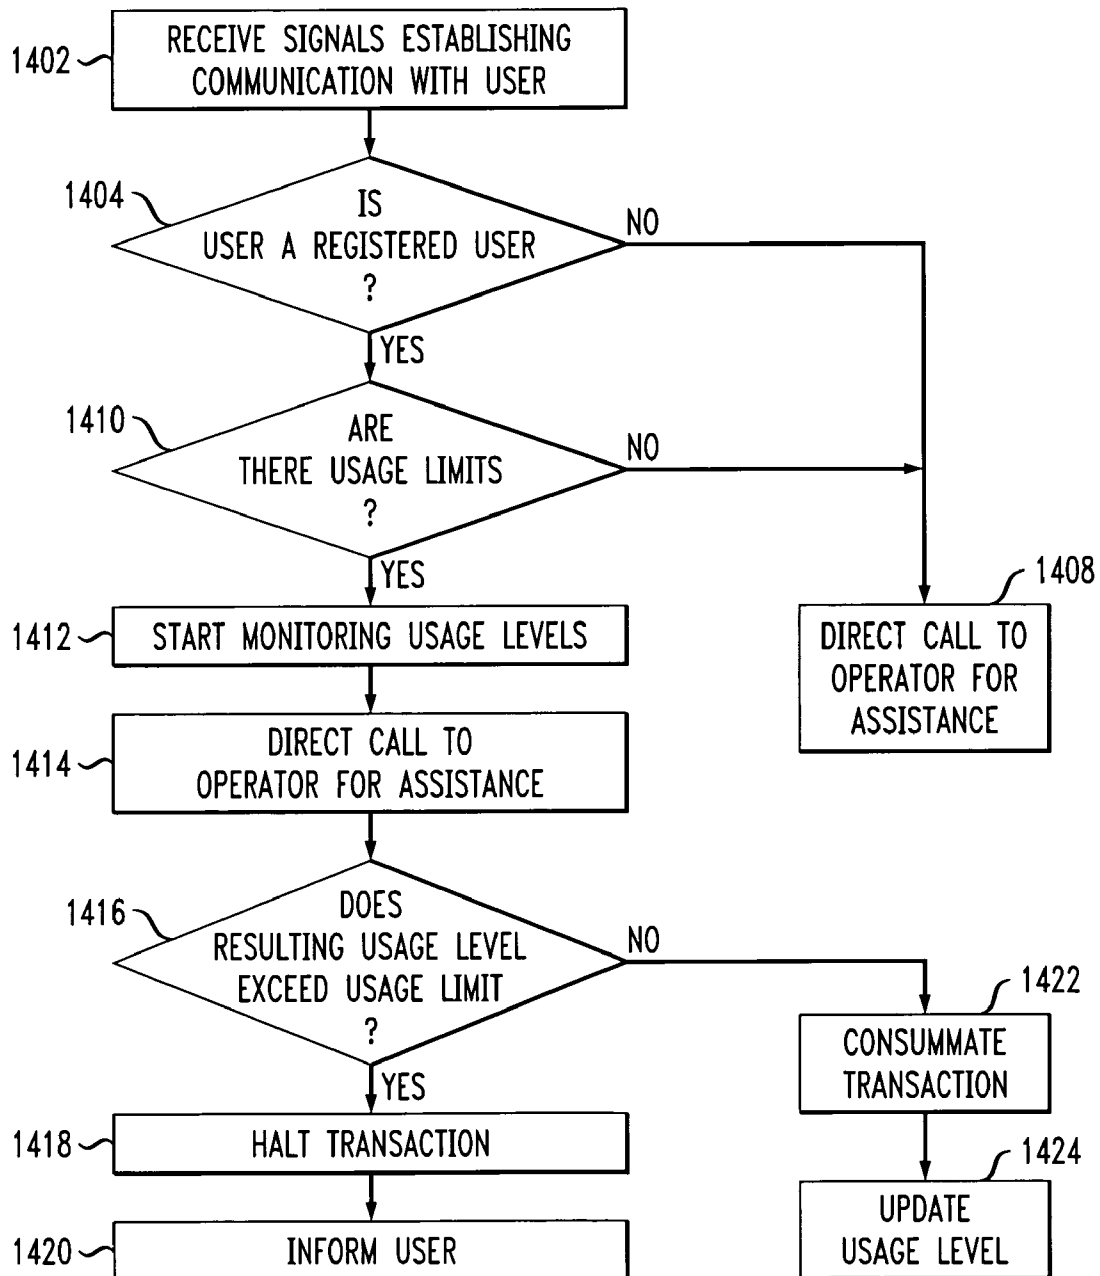 1402
RECEIVE SIGNALS ESTABLISHING
COMMUNICATION WITH USER
1404
IS
USER A REGISTERED USER
?
NO
YES
1410
ARE
THERE USAGE LIMITS
?
NO
YES
1408
DIRECT CALL TO
OPERATOR FOR
ASSISTANCE
1412
START MONITORING USAGE LEVELS
1414
DIRECT CALL TO
OPERATOR FOR ASSISTANCE
1416
DOES
RESULTING USAGE LEVEL
EXCEED USAGE LIMIT
?
NO
YES
1422
CONSUMMATE
TRANSACTION
1418
HALT TRANSACTION
1424
UPDATE
USAGE LEVEL
1420
INFORM USER